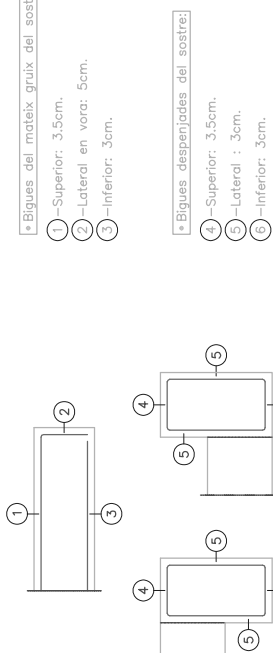 • Bigues del mateix gruix del sost
1 -Superior: 3.5cm.
2 -Lateral en vora: 5cm.
3 -Inferior: 3cm.
• Bigues despenjades del sostre:
4 -Superior: 3.5cm.
5 -Lateral : 3cm.
6 -Inferior: 3cm.
1
2
3
4
5
5
4
5
5